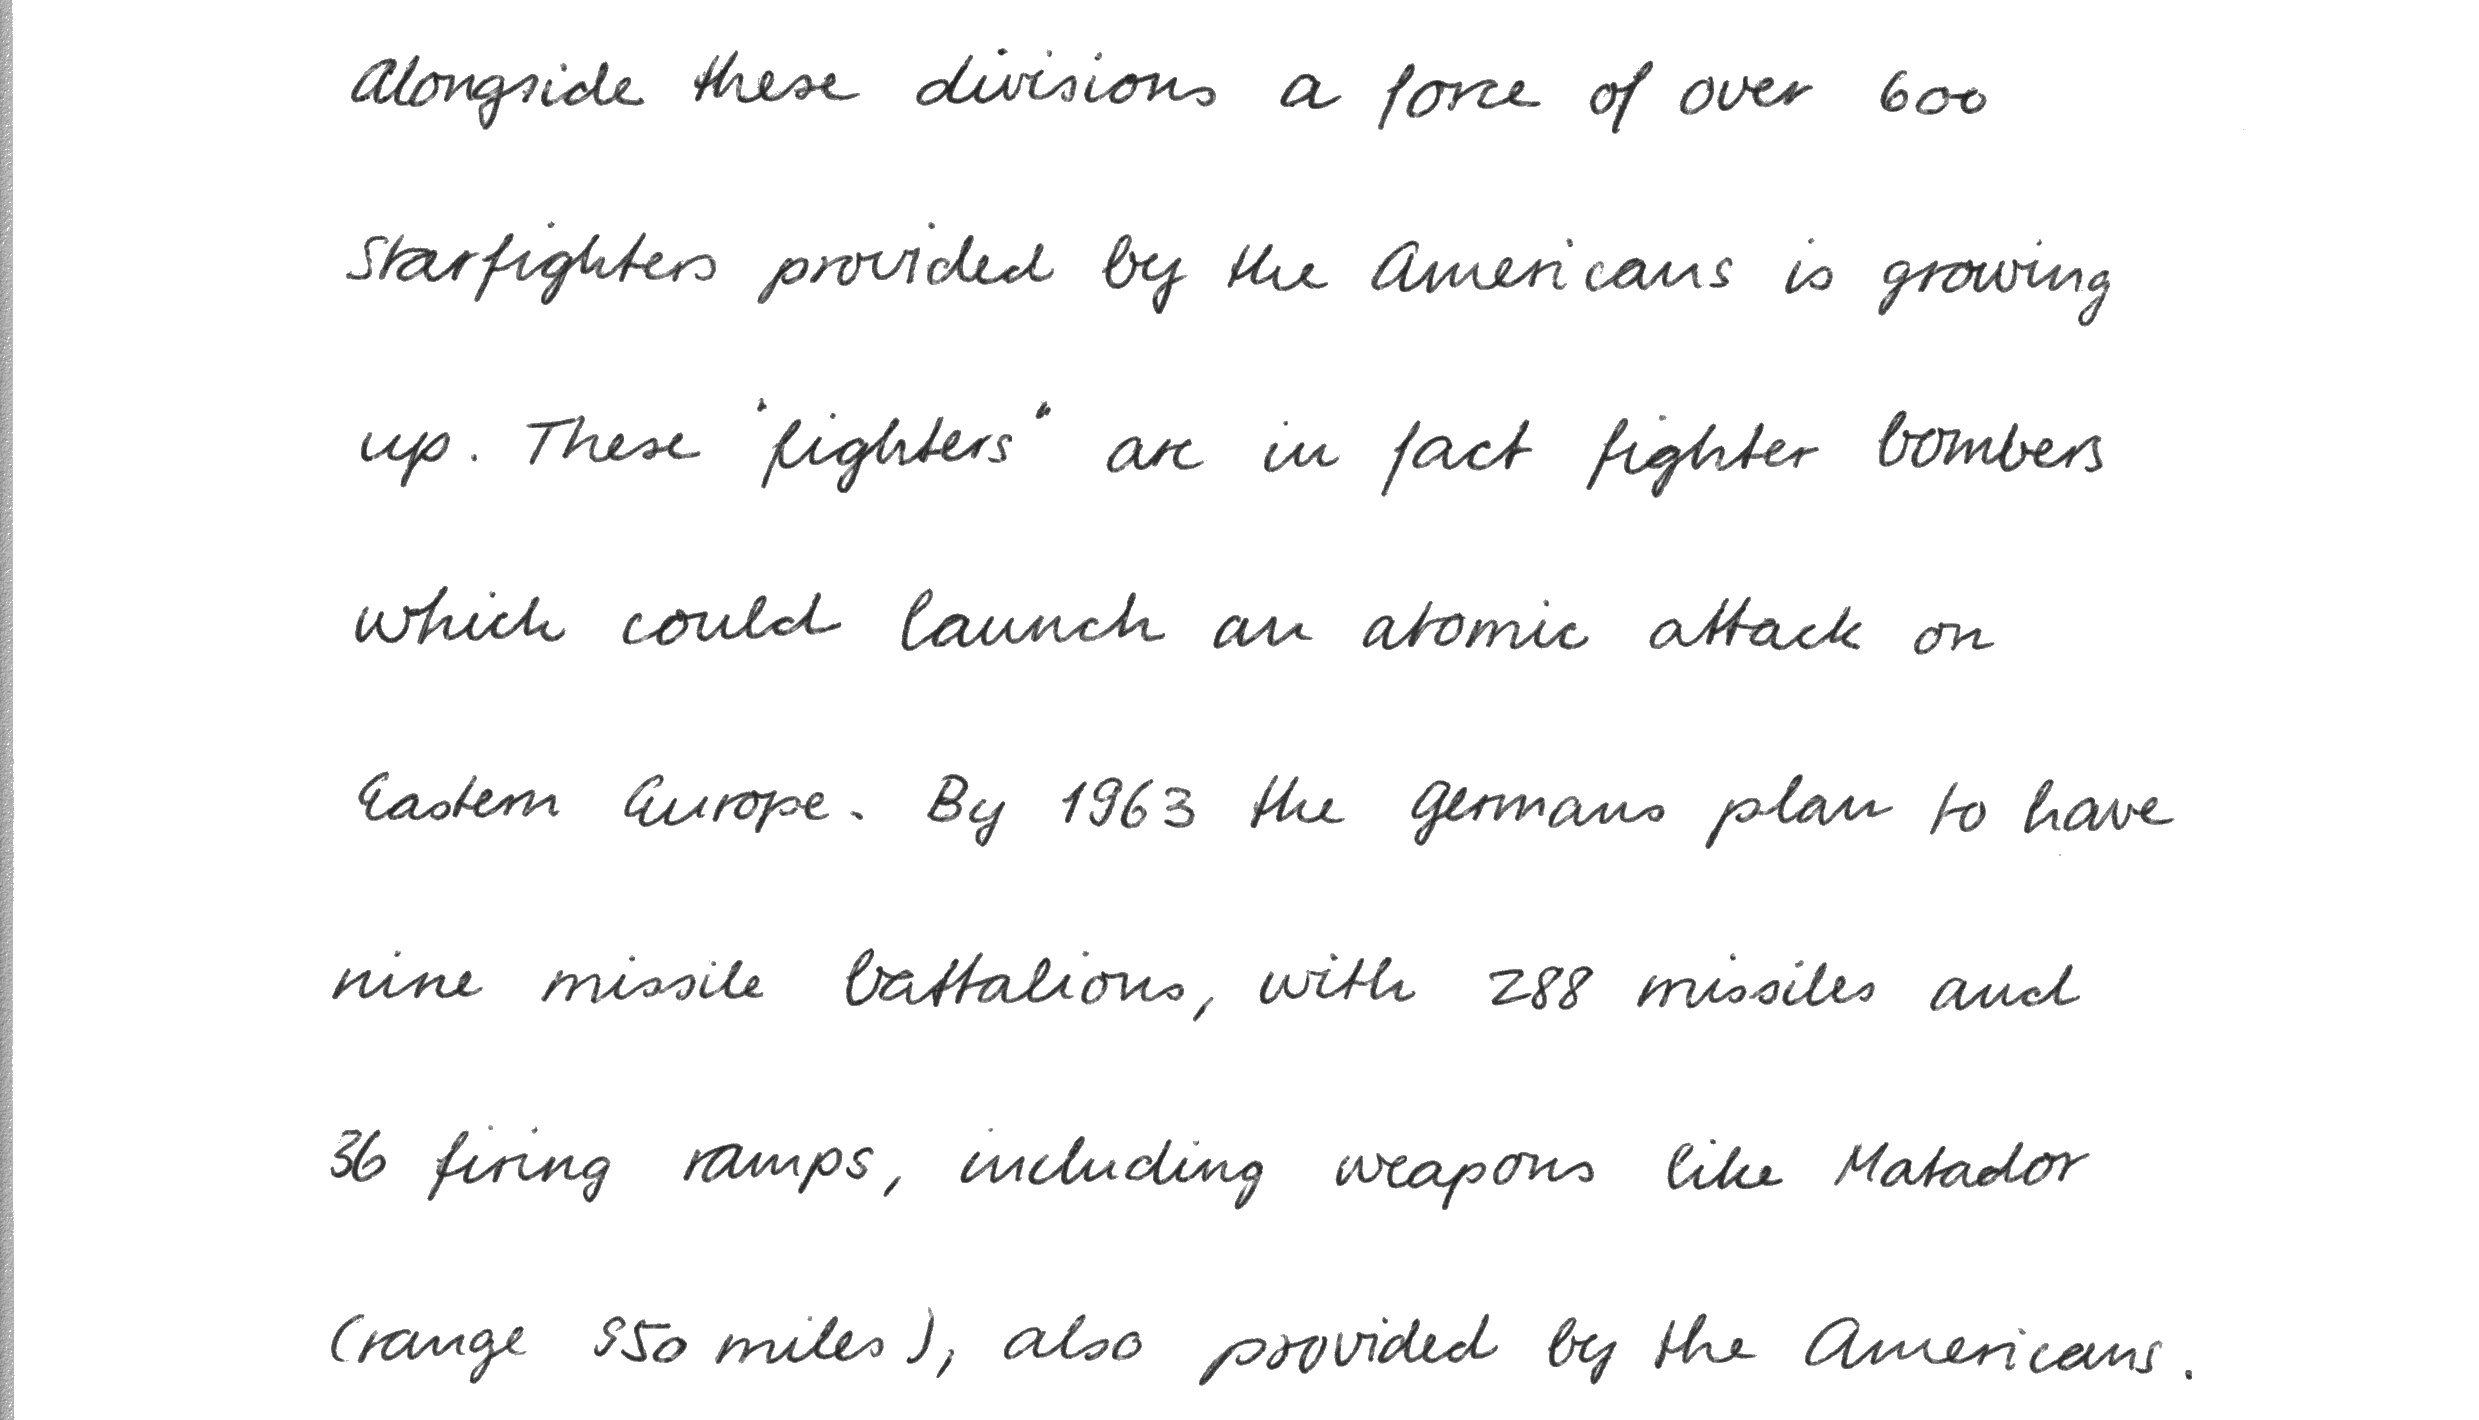 Alongside these divisions a force of over 600
Starfighters provided by the Americans is growing
up. These "fighters" are in fact fighter bombers
which could launch an atomic attack on
Eastern Europe. By 1963 the Germans plan to have
nine missile battalions, with 288 missiles and
36 firing ramps, including weapons like Matador
(range 950 miles), also provided by the Americans.